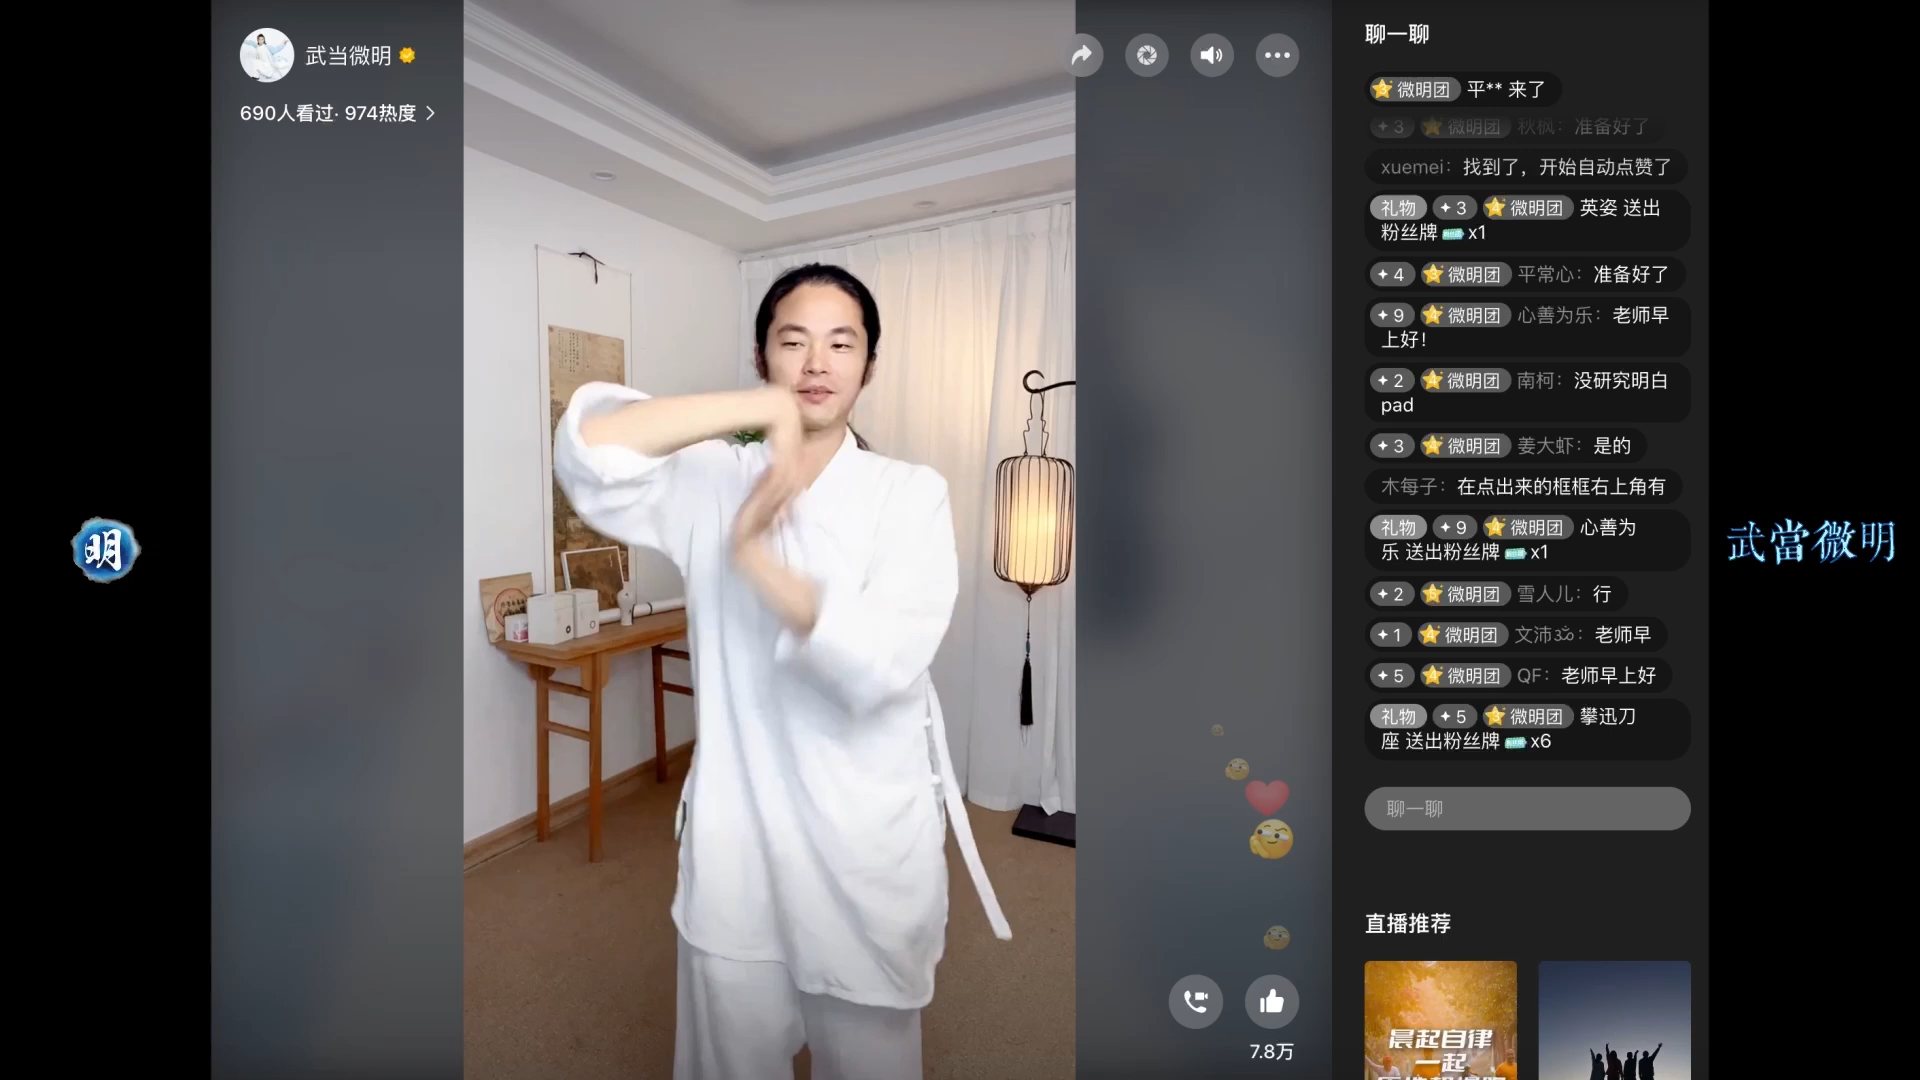 武当微明
690人看过· 974热度
聊一聊
微明团 平** 来了
3 微明团 秋枫：准备好了
xuemei：找到了，开始自动点赞了
礼物 3 微明团 英姿 送出
粉丝牌 x1
4 微明团 平常心：准备好了
9 微明团 心善为乐：老师早
上好！
2 微明团 南柯：没研究明白
pad
3 微明团 姜大虾：是的
木每子：在点出来的框框右上角有
礼物 9 微明团 心善为
乐 送出粉丝牌 x1
2 微明团 雪人儿：行
1 微明团 文沛ૐ：老师早
5 微明团 QF：老师早上好
礼物 5 微明团 攀迅刀
座 送出粉丝牌 x6
聊一聊
明
武當微明
7.8万
直播推荐
晨起自律
一起